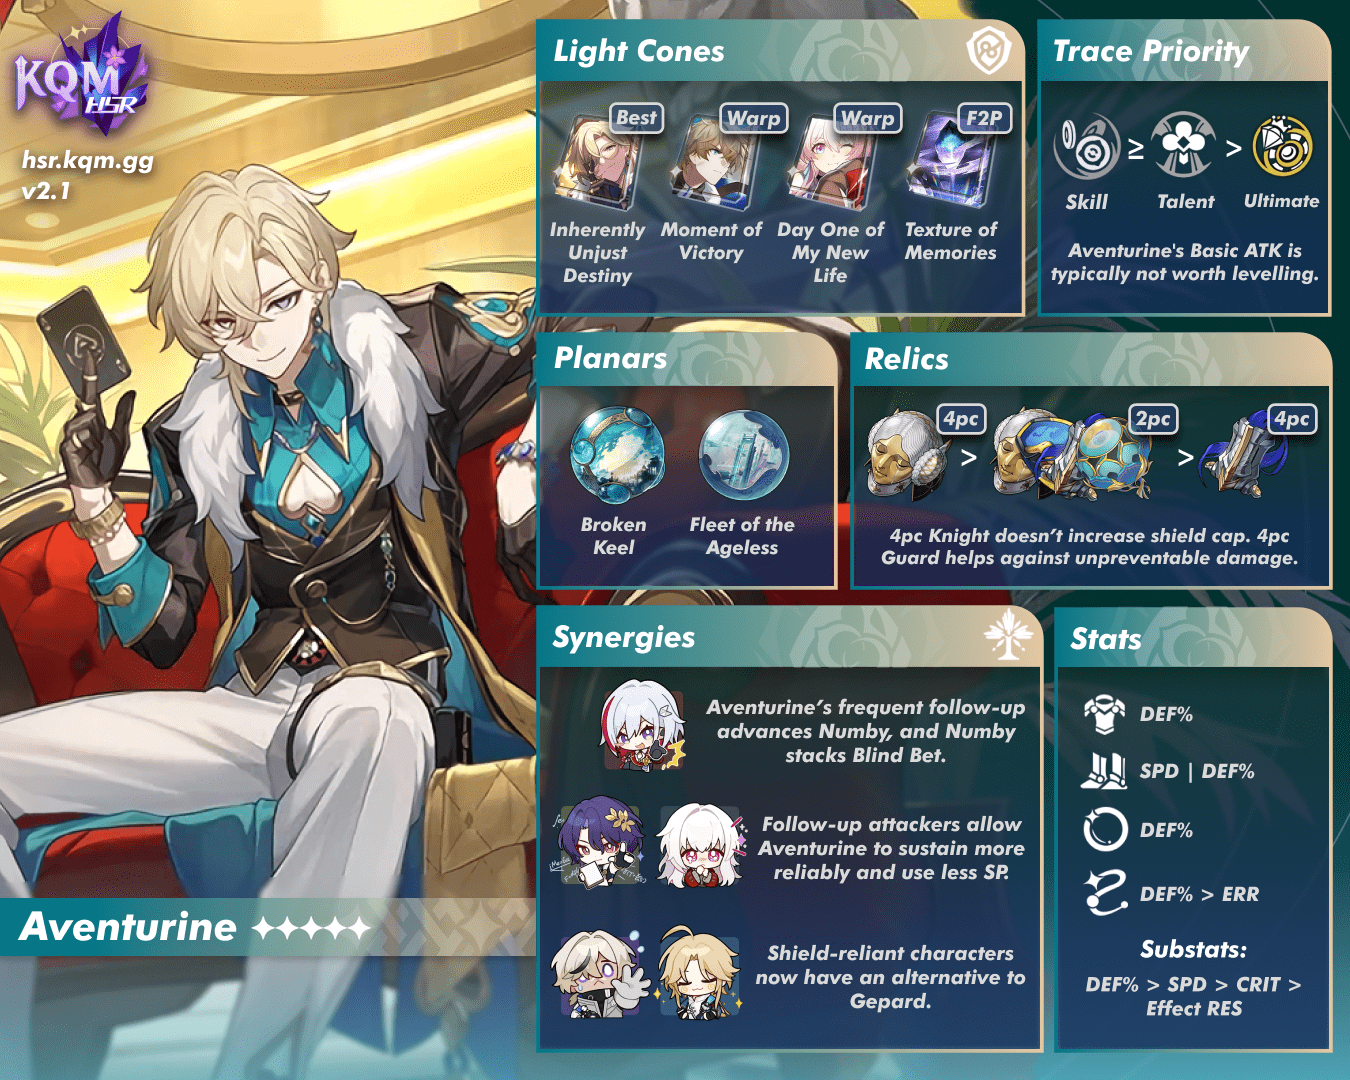 KQM
HSR
hsr.kqm.gg
v2.1
Aventurine
Light Cones
Best
Warp
Warp
F2P
Inherently
Unjust
Destiny
Moment of
Victory
Day One of
My New
Life
Texture of
Memories
Trace Priority
≥
>
Skill
Talent
Ultimate
Aventurine's Basic ATK is
typically not worth levelling.
Planars
Broken
Keel
Fleet of the
Ageless
Relics
4pc
>
2pc
>
4pc
4pc Knight doesn’t increase shield cap. 4pc
Guard helps against unpreventable damage.
Synergies
Aventurine’s frequent follow-up
advances Numby, and Numby
stacks Blind Bet.
Follow-up attackers allow
Aventurine to sustain more
reliably and use less SP.
Shield-reliant characters
now have an alternative to
Gepard.
Stats
DEF%
SPD | DEF%
DEF%
DEF% > ERR
Substats:
DEF% > SPD > CRIT >
Effect RES